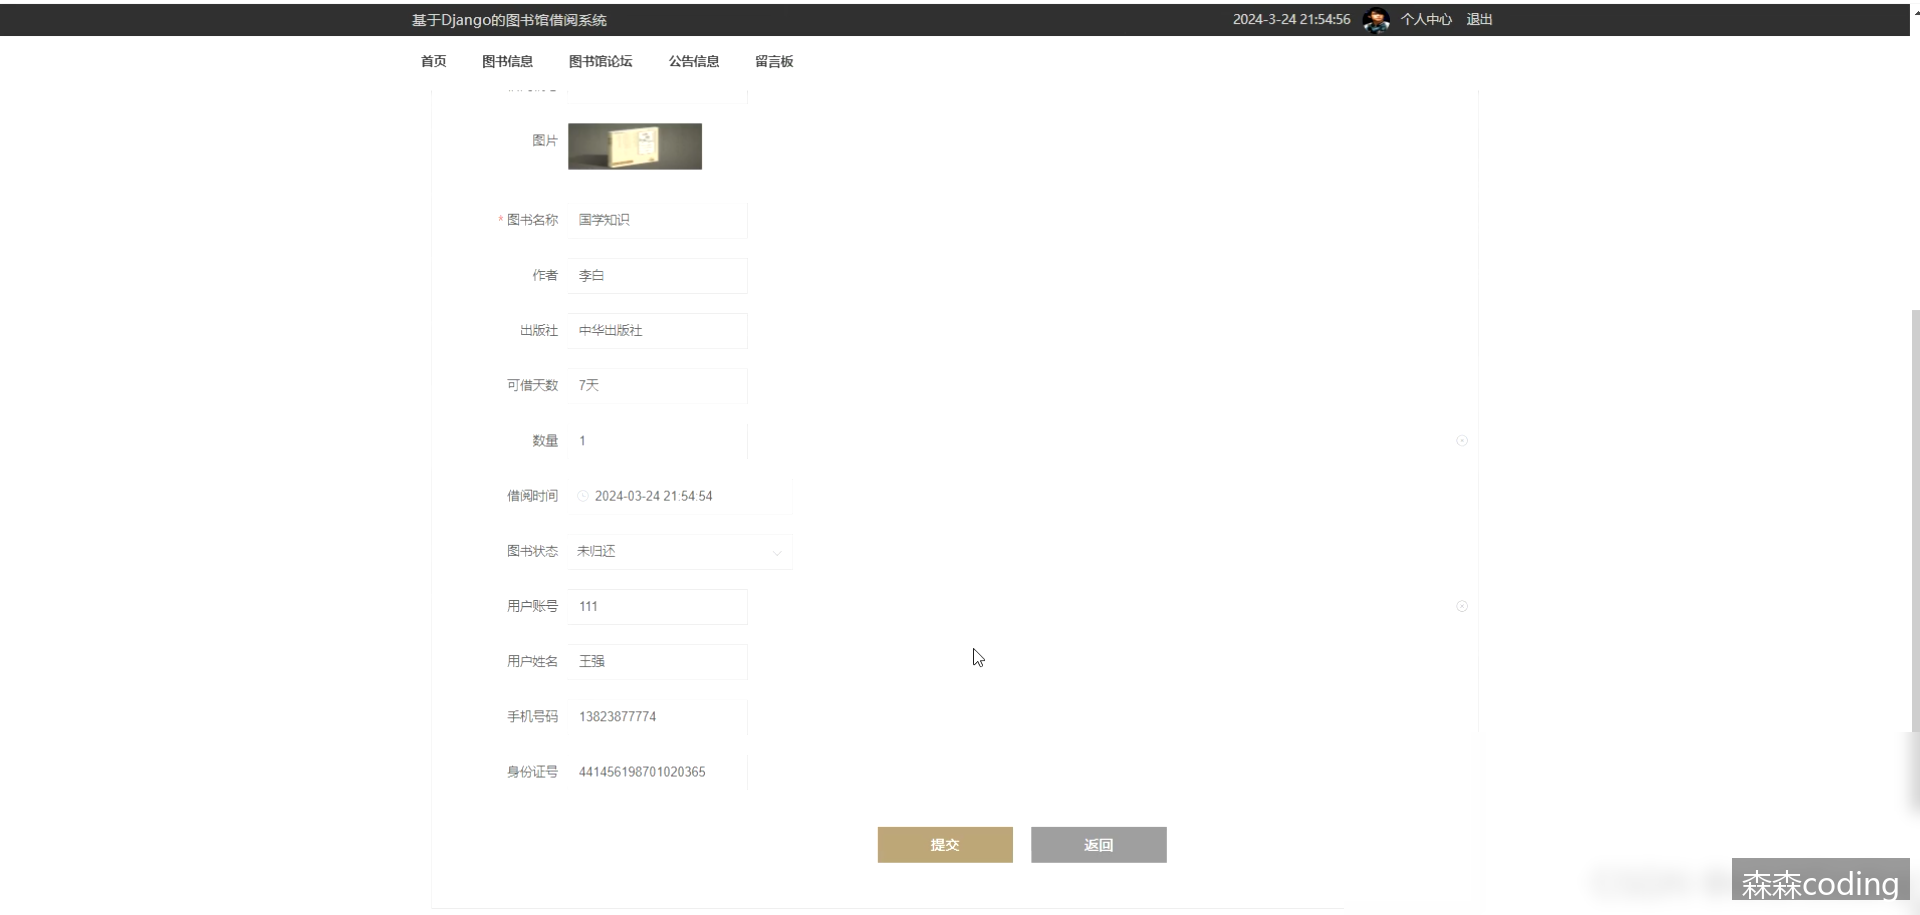 基于Django的图书馆借阅系统
2024-3-24 21:54:56 个人中心 退出
首页 图书信息 图书馆论坛 公告信息 留言板
图片
* 图书名称 国学知识
作者 李白
出版社 中华出版社
可借天数 7天
数量 1
借阅时间 2024-03-24 21:54:54
图书状态 未归还
用户账号 111
用户姓名 王强
手机号码 13823877774
身份证号 441456198701020365
提交 返回
森森coding